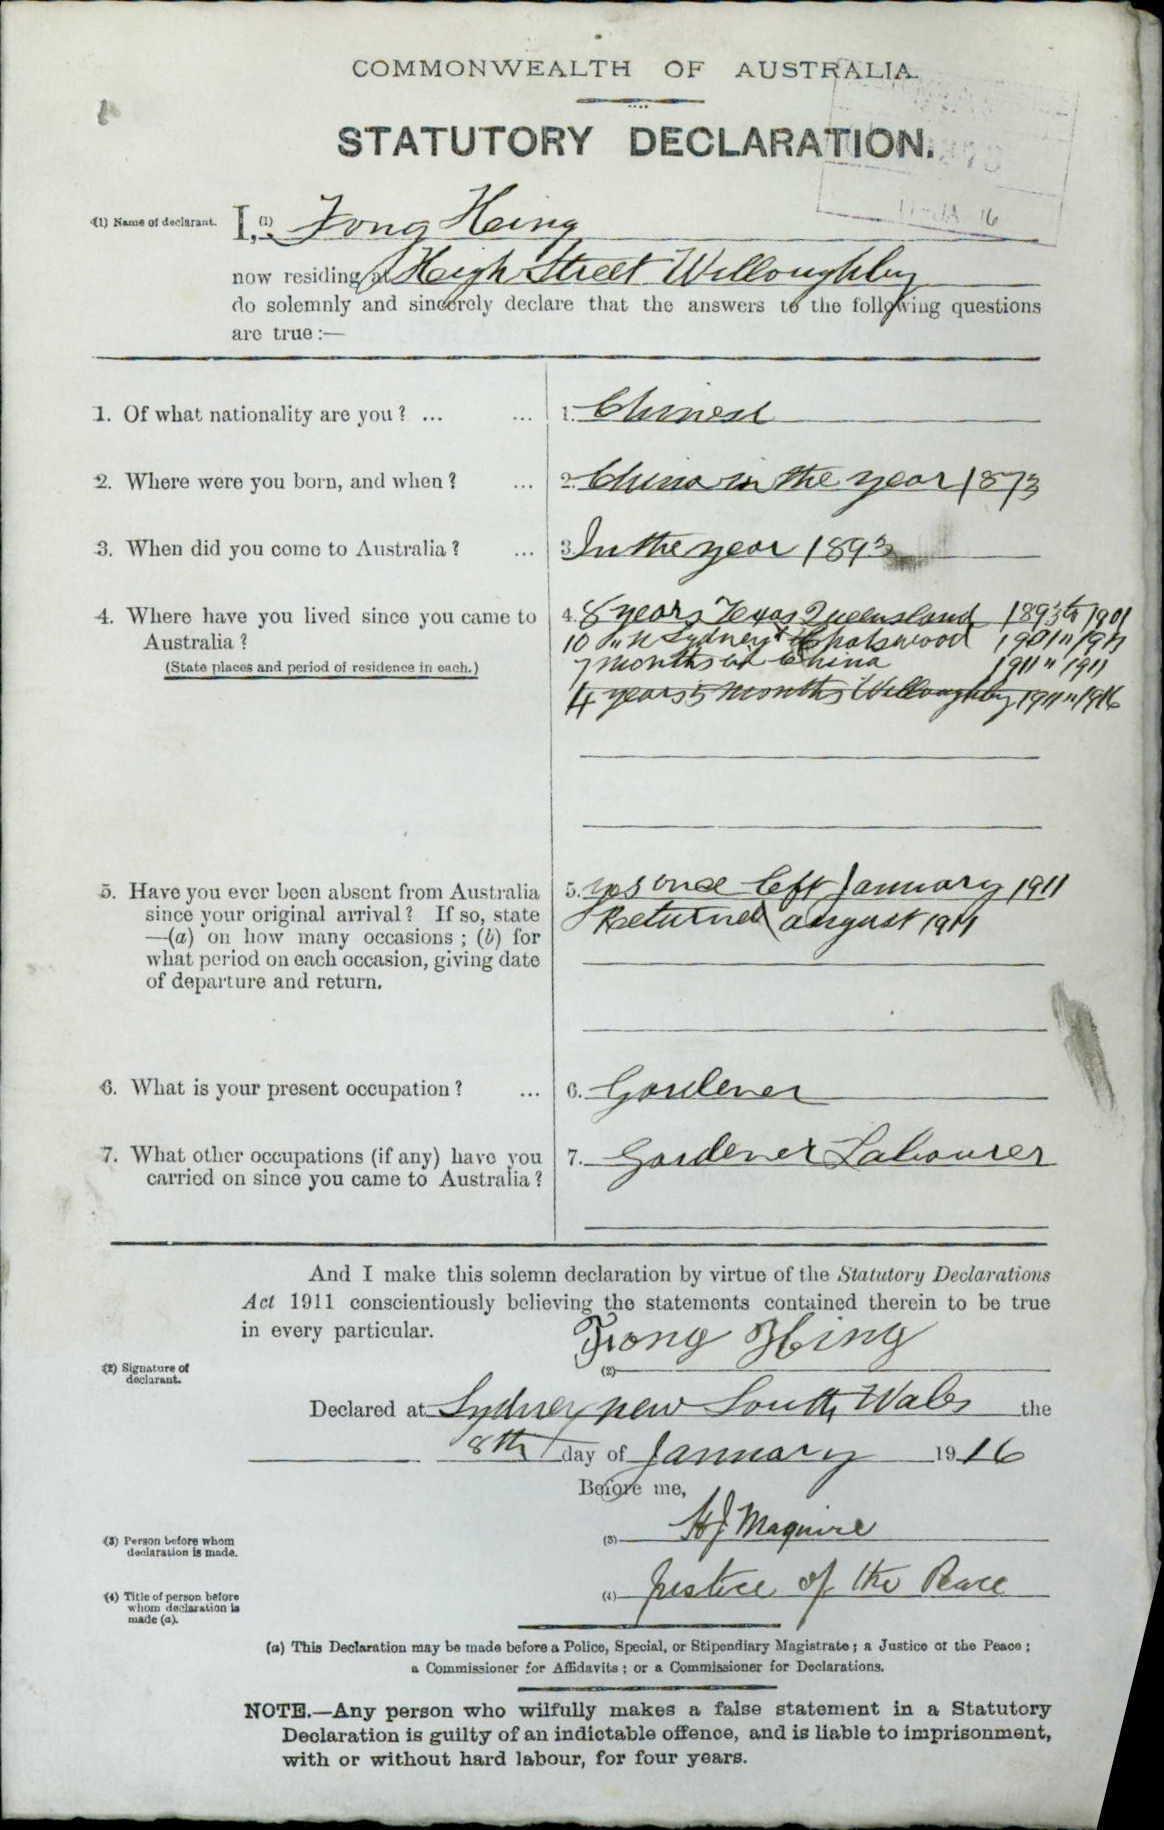 COMMONWEALTH OF AUSTRALIA.
STATUTORY DECLARATION.
11 JA 16
(1) Name of declarant. I, (1) Fong Hing
now residing at High Street Willoughby
do solemnly and sincerely declare that the answers to the following questions
are true:—
1. Of what nationality are you? ... ... 1. Chinese
2. Where were you born, and when? ... 2. China in the year 1873
3. When did you come to Australia? ... 3. In the year 1893
4. Where have you lived since you came to 4. 8 years Texas Queensland 1893 to 1901
Australia? 10 " in Sydney & Chatswood 1901 " 1911
(State places and period of residence in each.) 7 months in China 1911 " 1911
4 years 5 months Willoughby 1911 " 1916
5. Have you ever been absent from Australia 5. yes once left January 1911
since your original arrival? If so, state Returned august 1911
—(a) on how many occasions; (b) for
what period on each occasion, giving date
of departure and return.
6. What is your present occupation? ... 6. Gardener
7. What other occupations (if any) have you 7. Gardener Labourer
carried on since you came to Australia?
And I make this solemn declaration by virtue of the Statutory Declarations
Act 1911 conscientiously believing the statements contained therein to be true
in every particular.
(2) Signature of declarant. (2) Fong Hing
Declared at Sydney new South Wales the
8th day of January 1916
Before me,
(3) Person before whom declaration is made. (3) H J Maguire
(4) Title of person before whom declaration is made (a). (4) Justice of the Peace
(a) This Declaration may be made before a Police, Special, or Stipendiary Magistrate; a Justice of the Peace;
a Commissioner for Affidavits; or a Commissioner for Declarations.
NOTE.—Any person who wilfully makes a false statement in a Statutory
Declaration is guilty of an indictable offence, and is liable to imprisonment,
with or without hard labour, for four years.